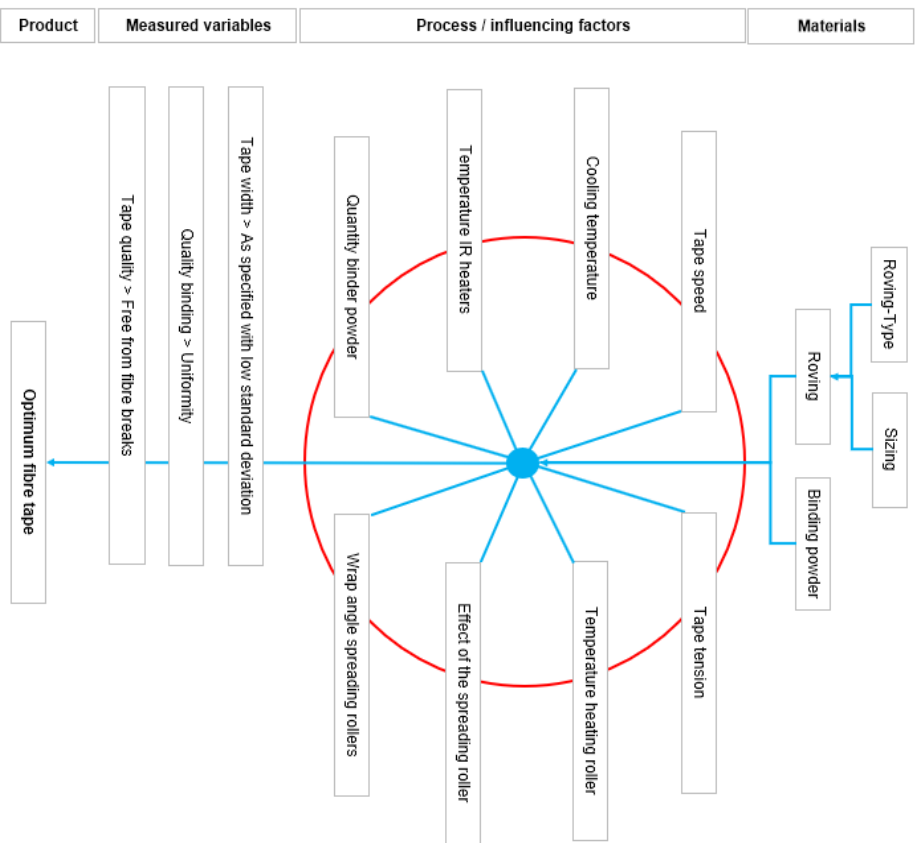 Product
Measured variables
Process / influencing factors
Materials
Optimum fibre tape
Tape quality > Free from fibre breaks
Quality binding > Uniformity
Tape width > As specified with low standard deviation
Quantity binder powder
Temperature IR heaters
Cooling temperature
Tape speed
Wrap angle spreading rollers
Effect of the spreading roller
Temperature heating roller
Tape tension
Roving
Binding powder
Roving-Type
Sizing